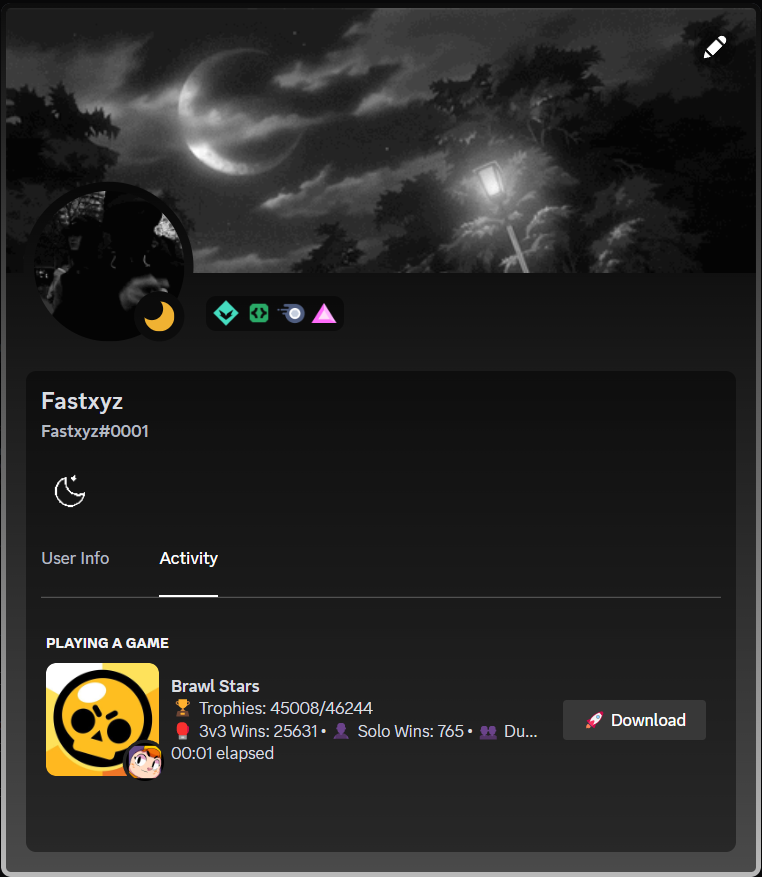 Fastxyz
Fastxyz#0001
User Info
Activity
PLAYING A GAME
Brawl Stars
🏆 Trophies: 45008/46244
🥊 3v3 Wins: 25631 • 👤 Solo Wins: 765 • 👥 Du...
00:01 elapsed
🚀 Download